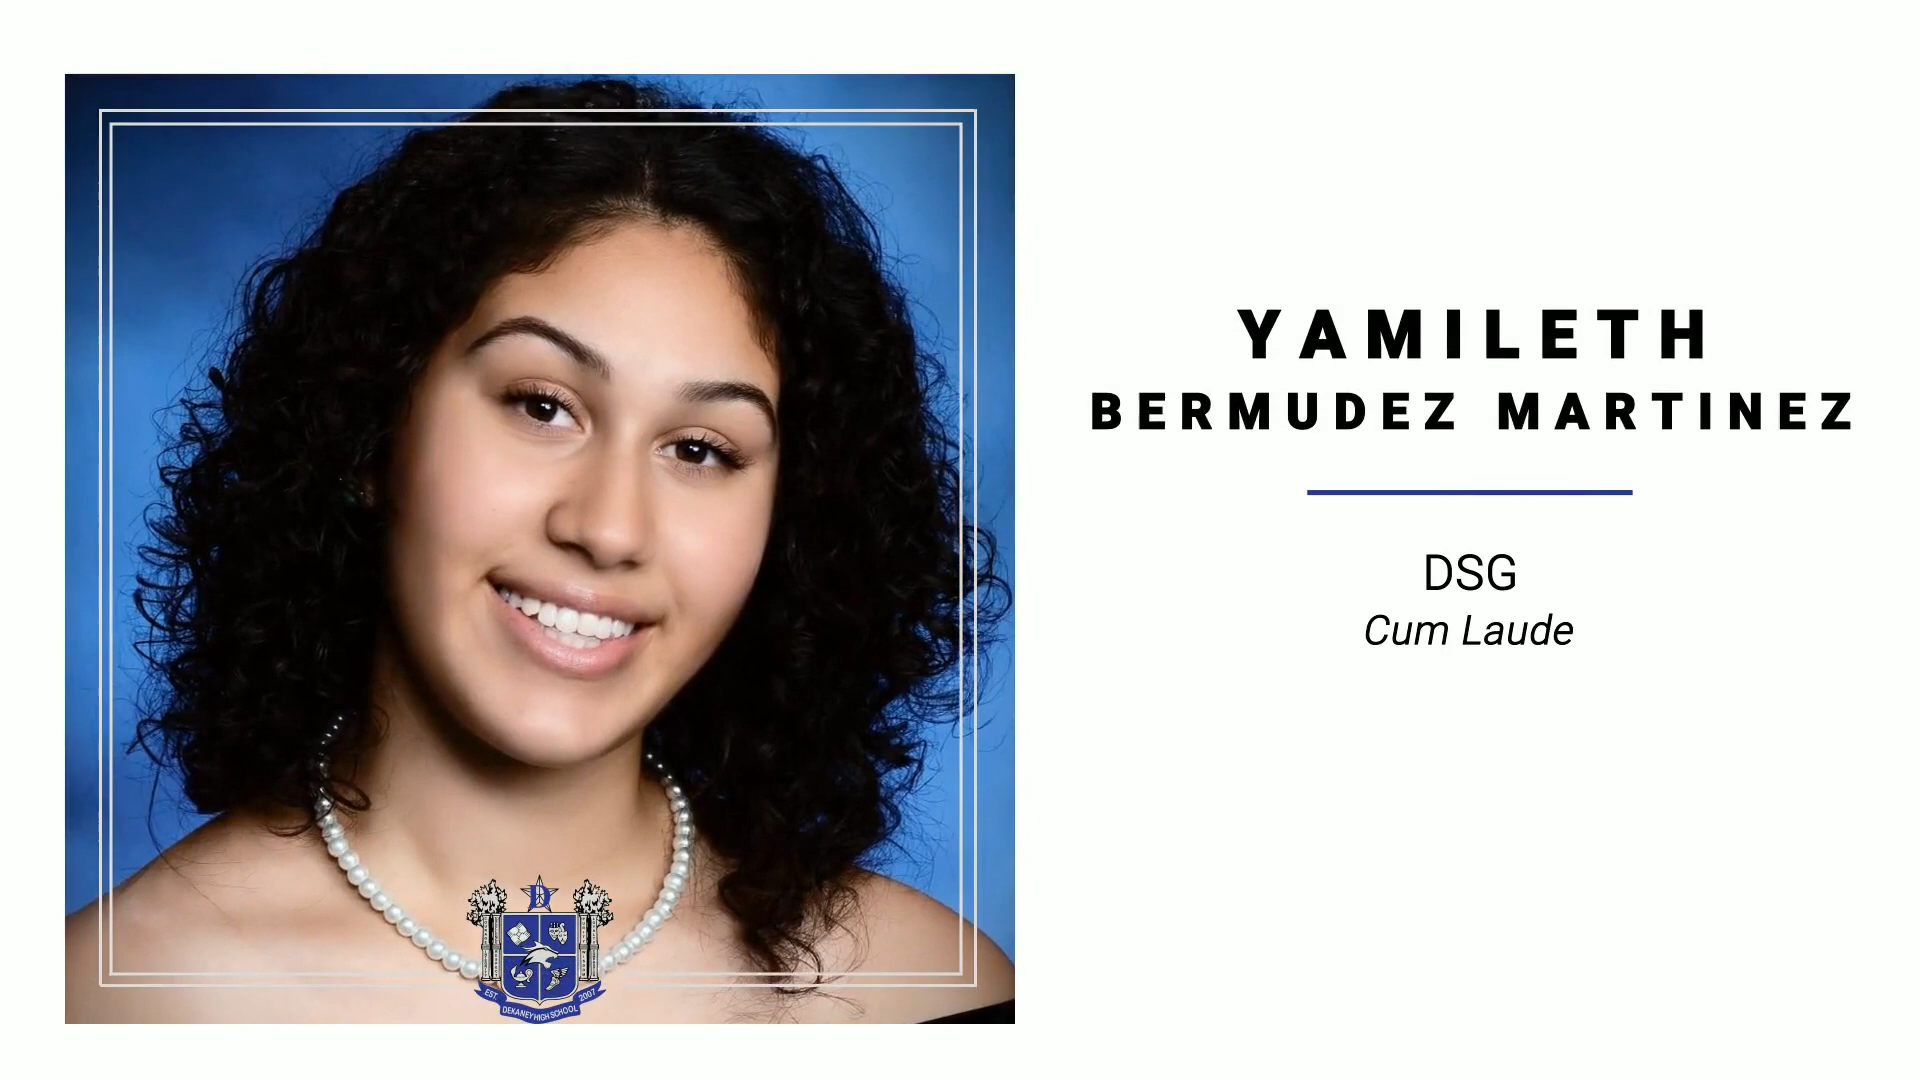 YAMILETH
BERMUDEZ MARTINEZ
DSG
Cum Laude
D
EST. 2007
DEKANEY HIGH SCHOOL